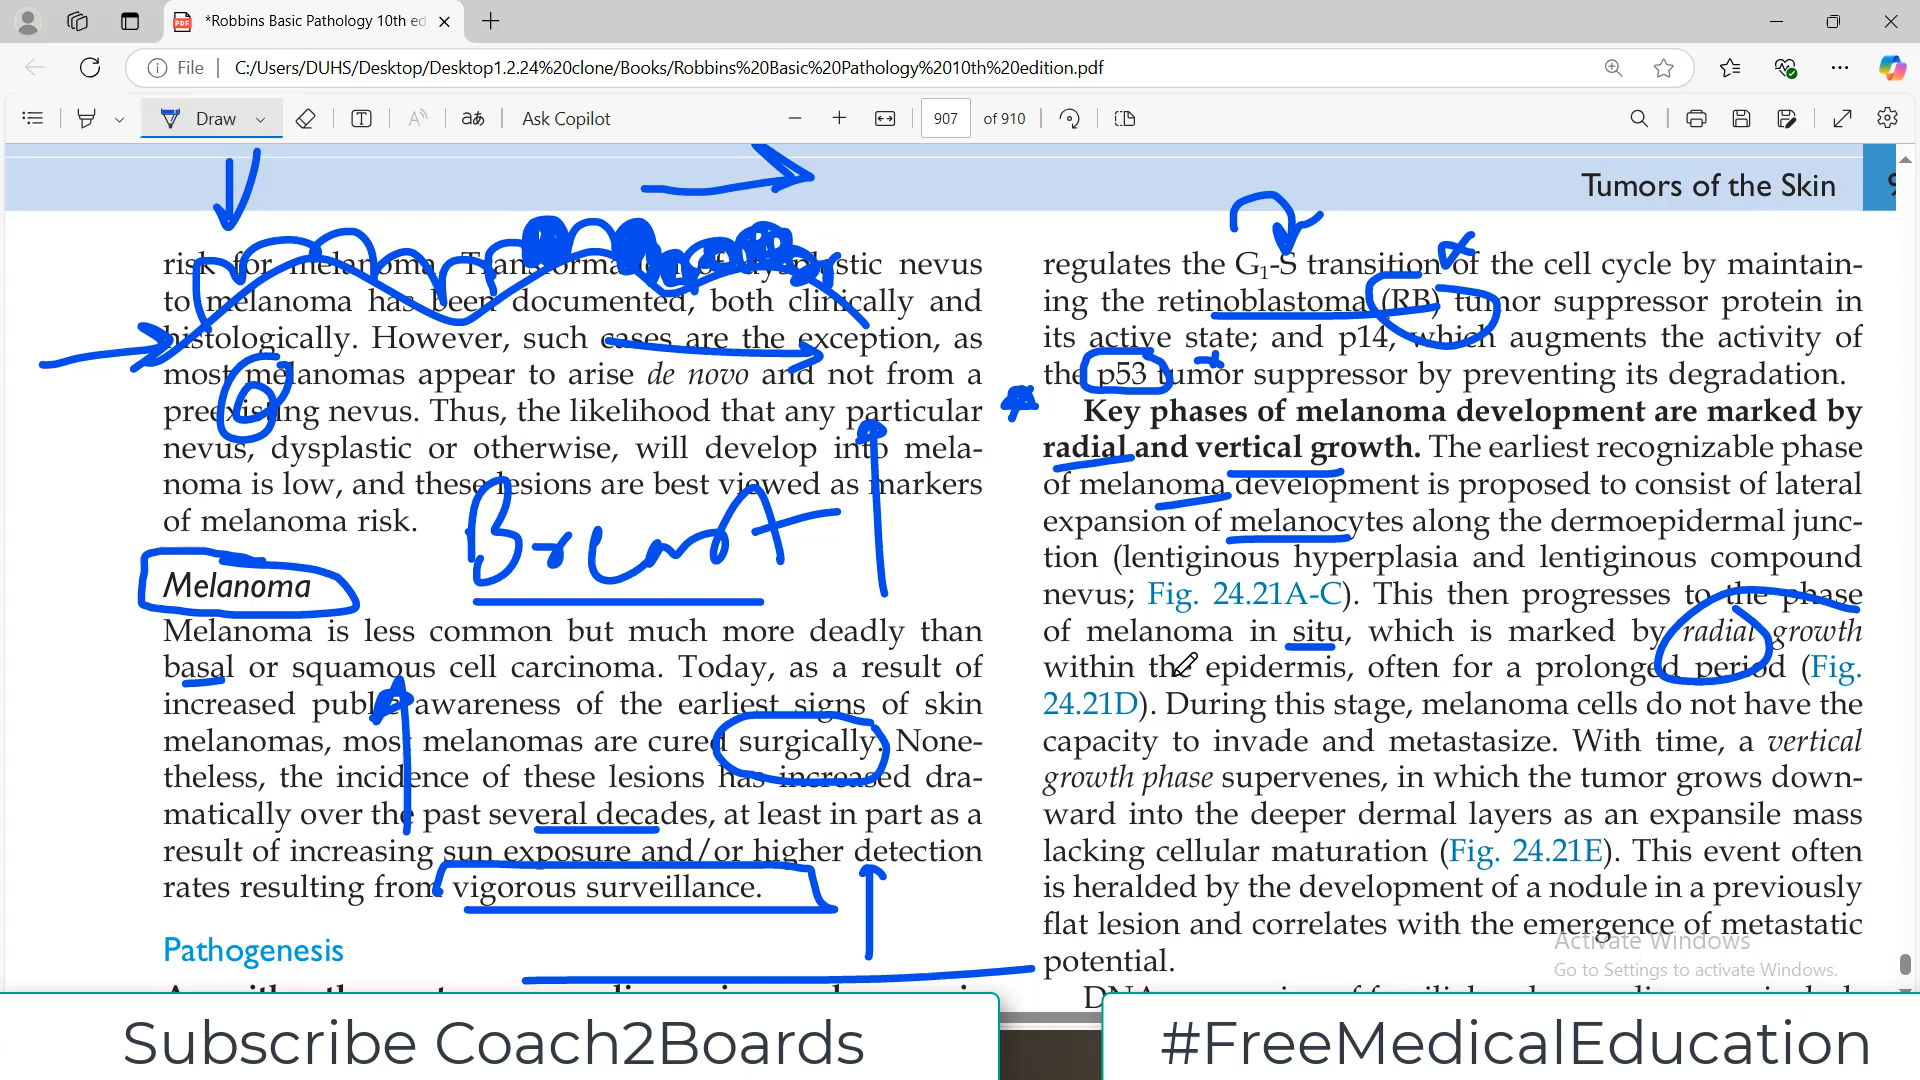 *Robbins Basic Pathology 10th ed
File
C:/Users/DUHS/Desktop/Desktop1.2.24%20clone/Books/Robbins%20Basic%20Pathology%2010th%20edition.pdf
Draw
aあ
Ask Copilot
907 of 910
Tumors of the Skin
risk for melanoma. Transformation of dysplastic nevus
to melanoma has been documented, both clinically and
histologically. However, such cases are the exception, as
most melanomas appear to arise de novo and not from a
preexisting nevus. Thus, the likelihood that any particular
nevus, dysplastic or otherwise, will develop into mela-
noma is low, and these lesions are best viewed as markers
of melanoma risk.
Breast
Melanoma
Melanoma is less common but much more deadly than
basal or squamous cell carcinoma. Today, as a result of
increased public awareness of the earliest signs of skin
melanomas, most melanomas are cured surgically. None-
theless, the incidence of these lesions has increased dra-
matically over the past several decades, at least in part as a
result of increasing sun exposure and/or higher detection
rates resulting from vigorous surveillance.
Pathogenesis
regulates the G1-S transition of the cell cycle by maintain-
ing the retinoblastoma (RB) tumor suppressor protein in
its active state; and p14, which augments the activity of
the p53 tumor suppressor by preventing its degradation.
Key phases of melanoma development are marked by
radial and vertical growth. The earliest recognizable phase
of melanoma development is proposed to consist of lateral
expansion of melanocytes along the dermoepidermal junc-
tion (lentiginous hyperplasia and lentiginous compound
nevus; Fig. 24.21A-C). This then progresses to the phase
of melanoma in situ, which is marked by radial growth
within the epidermis, often for a prolonged period (Fig.
24.21D). During this stage, melanoma cells do not have the
capacity to invade and metastasize. With time, a vertical
growth phase supervenes, in which the tumor grows down-
ward into the deeper dermal layers as an expansile mass
lacking cellular maturation (Fig. 24.21E). This event often
is heralded by the development of a nodule in a previously
flat lesion and correlates with the emergence of metastatic
potential.
Activate Windows
Go to Settings to activate Windows.
Subscribe Coach2Boards
#FreeMedicalEducation